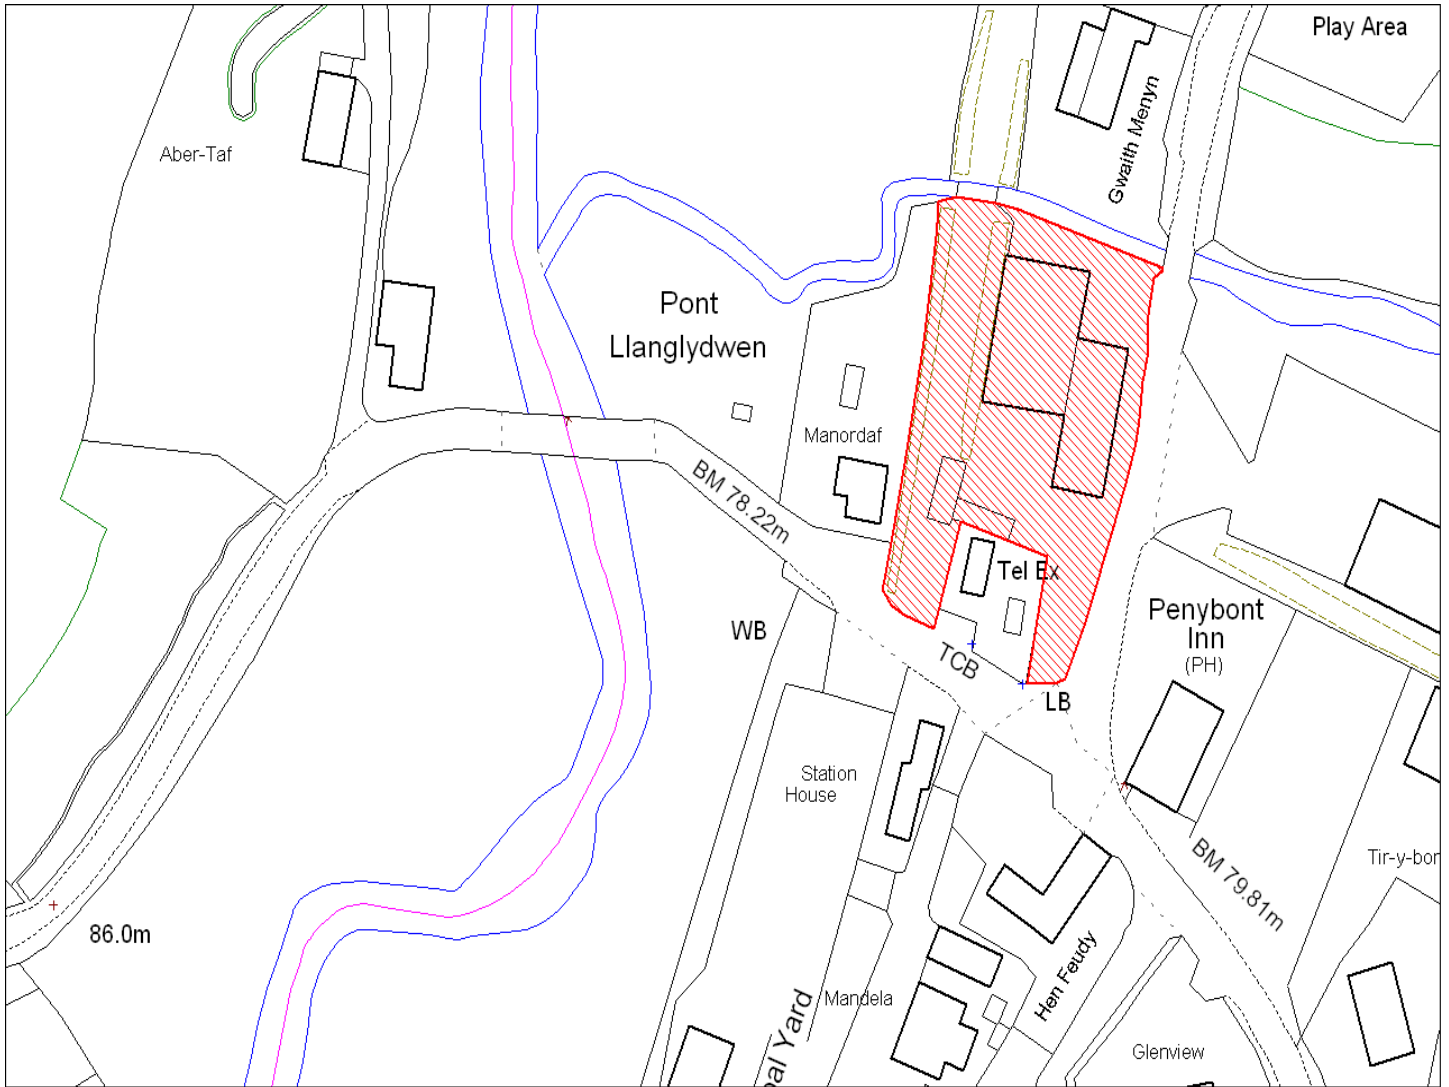 Play Area
Gwaith Menyn
Aber-Taf
Pont
Llanglydwen
Manordaf
BM 78.22m
Tel Ex
Penybont
Inn
(PH)
WB
TCB
LB
Station
House
BM 79.81m
Tir-y-bon
86.0m
Hen Feudy
Mandela
oal Yard
Glenview